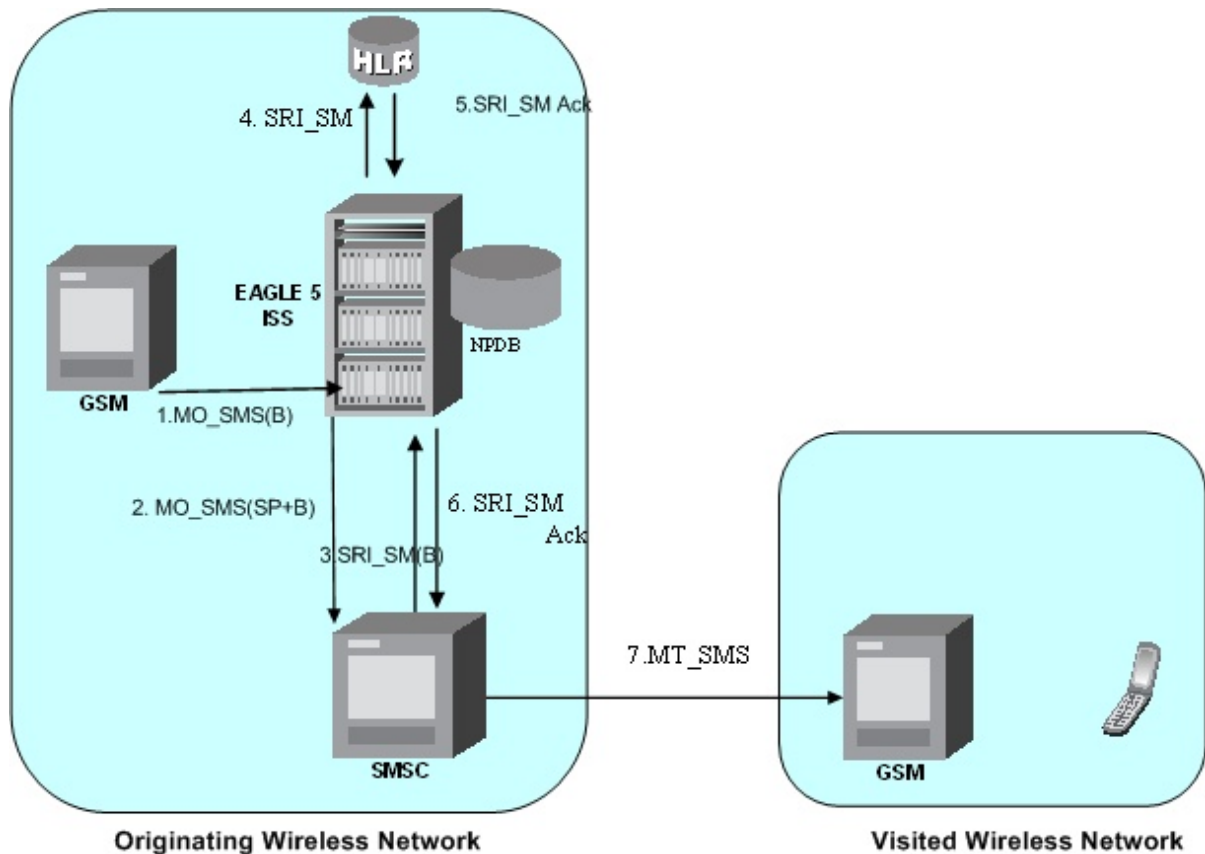 HLR
4. SRI_SM
5.SRI_SM Ack
EAGLE 5
ISS
NPDB
GSM
1.MO_SMS(B)
2. MO_SMS(SP+B)
3.SRI_SM(B)
6. SRI_SM
Ack
7.MT_SMS
SMSC
GSM
Originating Wireless Network
Visited Wireless Network